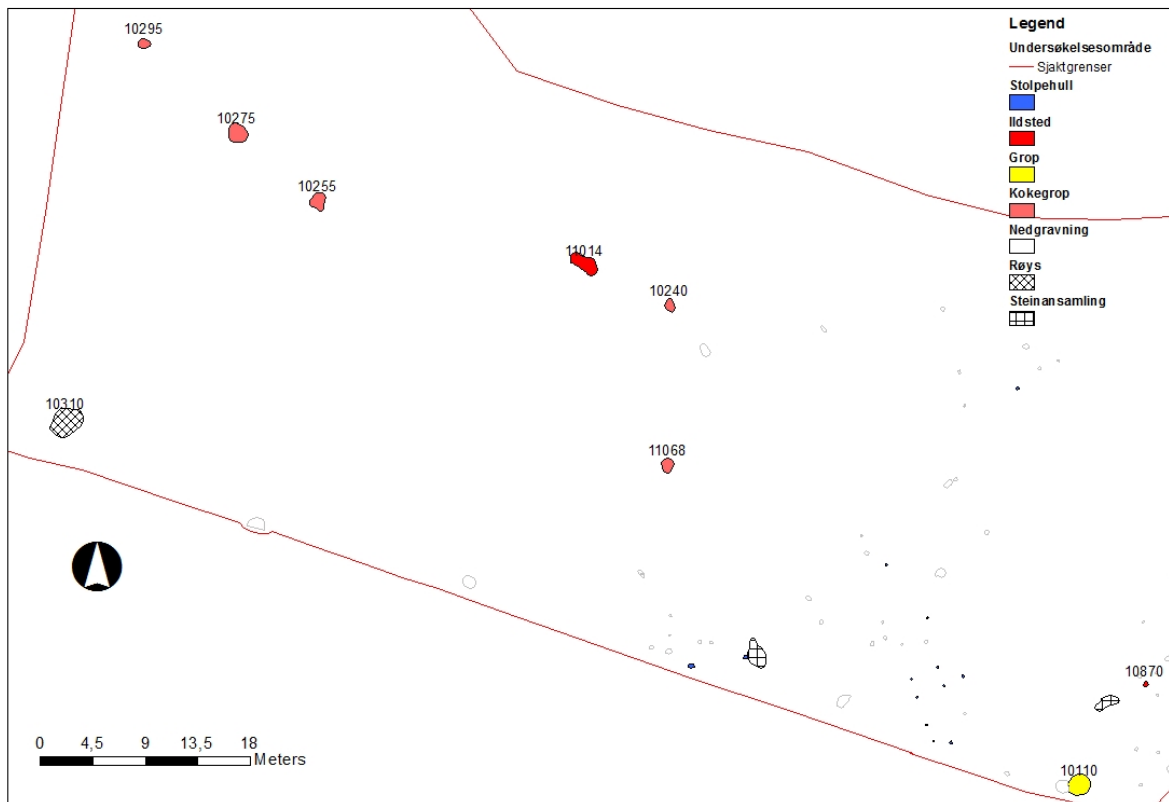 10295
10275
10255
11014
10240
10310
11068
10870
10110
Legend
Undersøkelsesområde
Sjaktgrenser
Stolpehull
Ildsted
Grop
Kokegrop
Nedgravning
Røys
Steinansamling
0 4,5 9 13,5 18
Meters